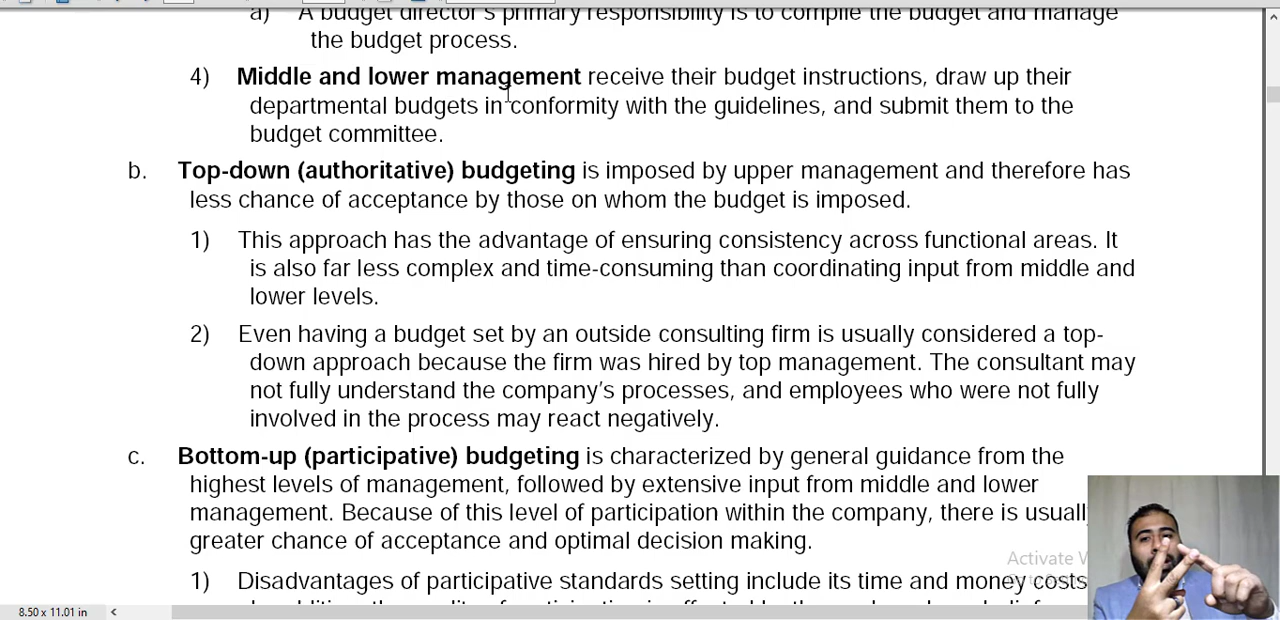 a) A budget director's primary responsibility is to compile the budget and manage
the budget process.
4) Middle and lower management receive their budget instructions, draw up their
departmental budgets in conformity with the guidelines, and submit them to the
budget committee.
b. Top-down (authoritative) budgeting is imposed by upper management and therefore has
less chance of acceptance by those on whom the budget is imposed.
1) This approach has the advantage of ensuring consistency across functional areas. It
is also far less complex and time-consuming than coordinating input from middle and
lower levels.
2) Even having a budget set by an outside consulting firm is usually considered a top-
down approach because the firm was hired by top management. The consultant may
not fully understand the company's processes, and employees who were not fully
involved in the process may react negatively.
c. Bottom-up (participative) budgeting is characterized by general guidance from the
highest levels of management, followed by extensive input from middle and lower
management. Because of this level of participation within the company, there is usuall
greater chance of acceptance and optimal decision making.
Activate
1) Disadvantages of participative standards setting include its time and money costs
8.50 x 11.01 in